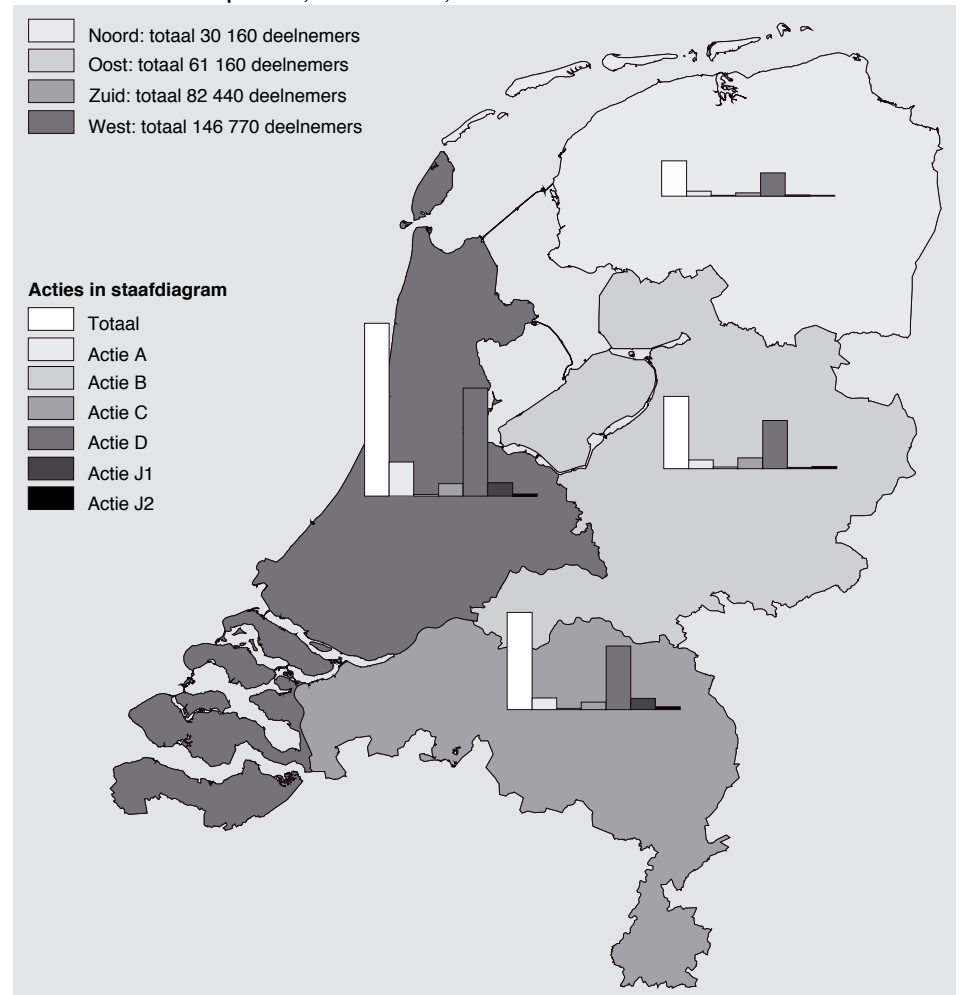 Noord: totaal 30 160 deelnemers
Oost: totaal 61 160 deelnemers
Zuid: totaal 82 440 deelnemers
West: totaal 146 770 deelnemers
Acties in staafdiagram
Totaal
Actie A
Actie B
Actie C
Actie D
Actie J1
Actie J2